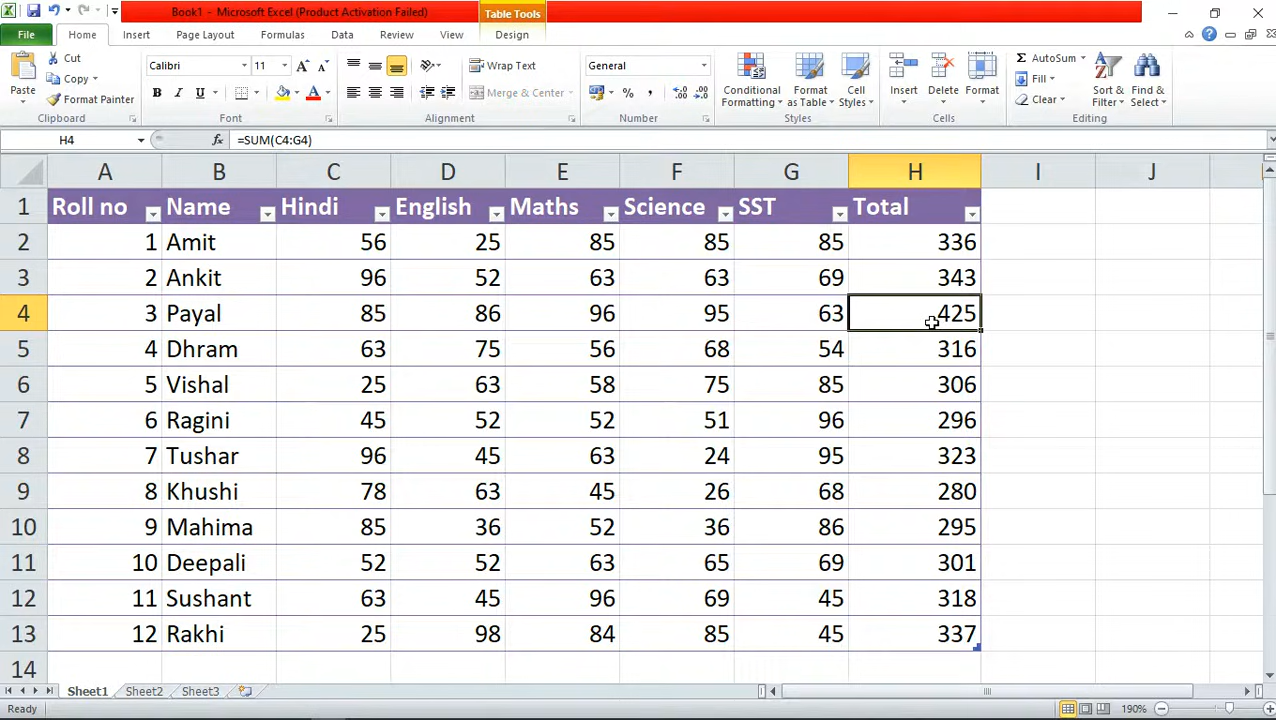 Book1 - Microsoft Excel (Product Activation Failed)
Table Tools
File Home Insert Page Layout Formulas Data Review View Design
Paste
Cut
Copy
Format Painter
Clipboard
Calibri 11
B I U
Font
Wrap Text
Merge & Center
Alignment
General
% ,
Number
Conditional Formatting
Format as Table
Cell Styles
Styles
Insert Delete Format
Cells
Σ AutoSum
Fill
Clear
Sort & Filter
Find & Select
Editing
H4 fx =SUM(C4:G4)
A B C D E F G H I J
1 Roll no Name Hindi English Maths Science SST Total
2 1 Amit 56 25 85 85 85 336
3 2 Ankit 96 52 63 63 69 343
4 3 Payal 85 86 96 95 63 425
5 4 Dhram 63 75 56 68 54 316
6 5 Vishal 25 63 58 75 85 306
7 6 Ragini 45 52 52 51 96 296
8 7 Tushar 96 45 63 24 95 323
9 8 Khushi 78 63 45 26 68 280
10 9 Mahima 85 36 52 36 86 295
11 10 Deepali 52 52 63 65 69 301
12 11 Sushant 63 45 96 69 45 318
13 12 Rakhi 25 98 84 85 45 337
14
Sheet1 Sheet2 Sheet3
Ready 190%